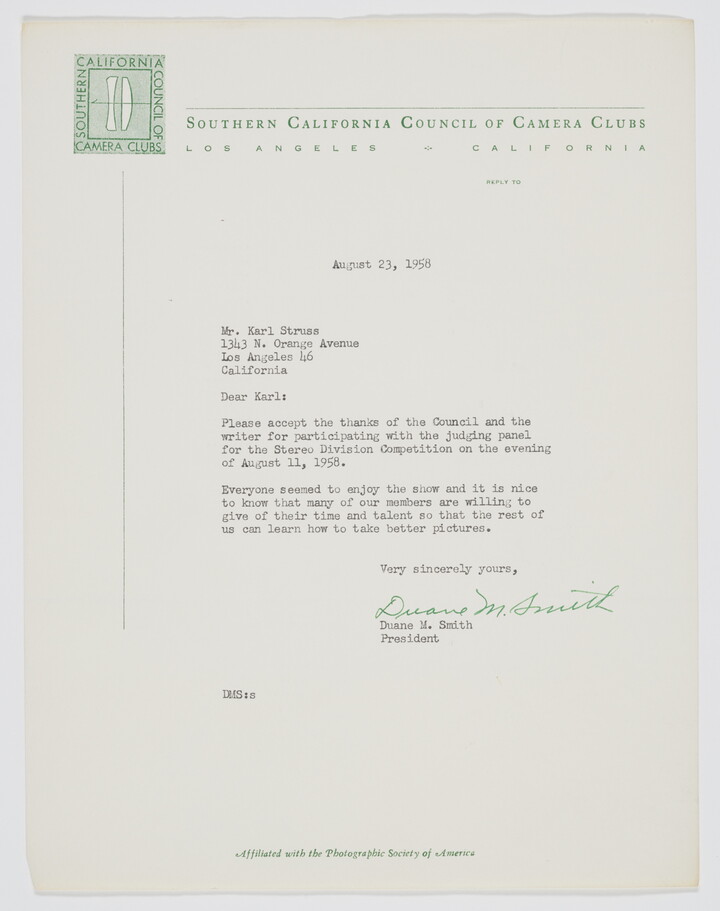 SOUTHERN CALIFORNIA COUNCIL OF CAMERA CLUBS
SOUTHERN CALIFORNIA COUNCIL OF CAMERA CLUBS
LOS ANGELES CALIFORNIA
REPLY TO
August 23, 1958
Mr. Karl Struss
1343 N. Orange Avenue
Los Angeles 46
California
Dear Karl:
Please accept the thanks of the Council and the
writer for participating with the judging panel
for the Stereo Division Competition on the evening
of August 11, 1958.
Everyone seemed to enjoy the show and it is nice
to know that many of our members are willing to
give of their time and talent so that the rest of
us can learn how to take better pictures.
Very sincerely yours,
Duane M. Smith
Duane M. Smith
President
DMS:s
Affiliated with the Photographic Society of America